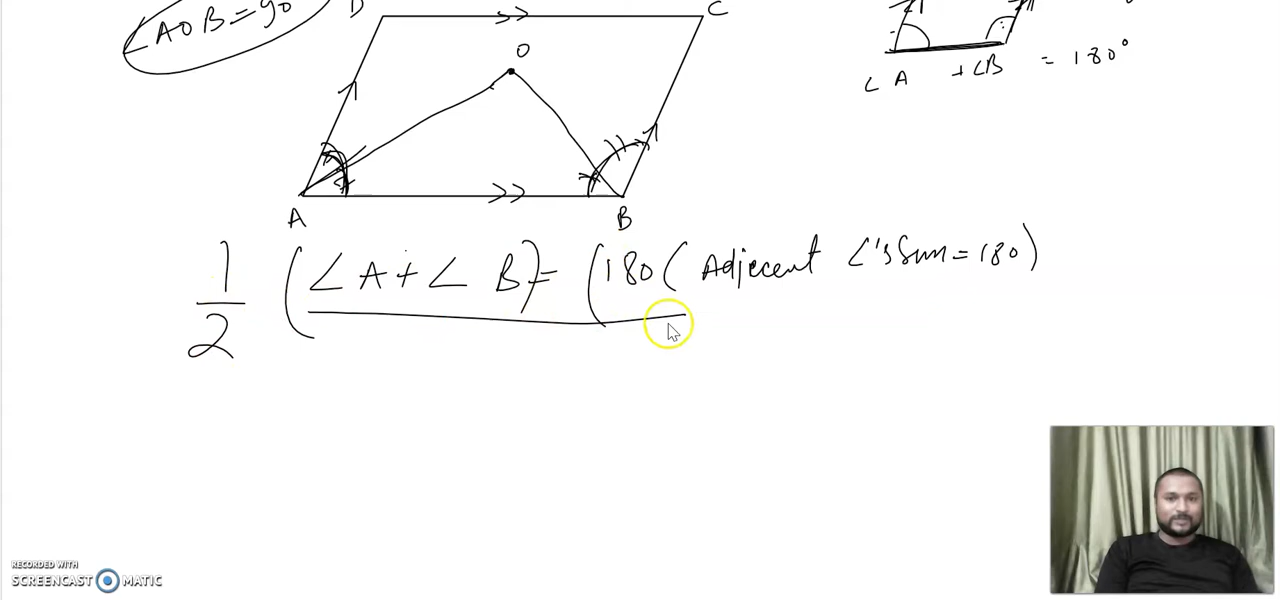 ∠AOB=90
D
C
O
A
B
∠A +∠B = 180°
1/2 (∠A+∠B)=(180( Adjecent ∠'s Sum=180)
RECORDED WITH
SCREENCAST MATIC